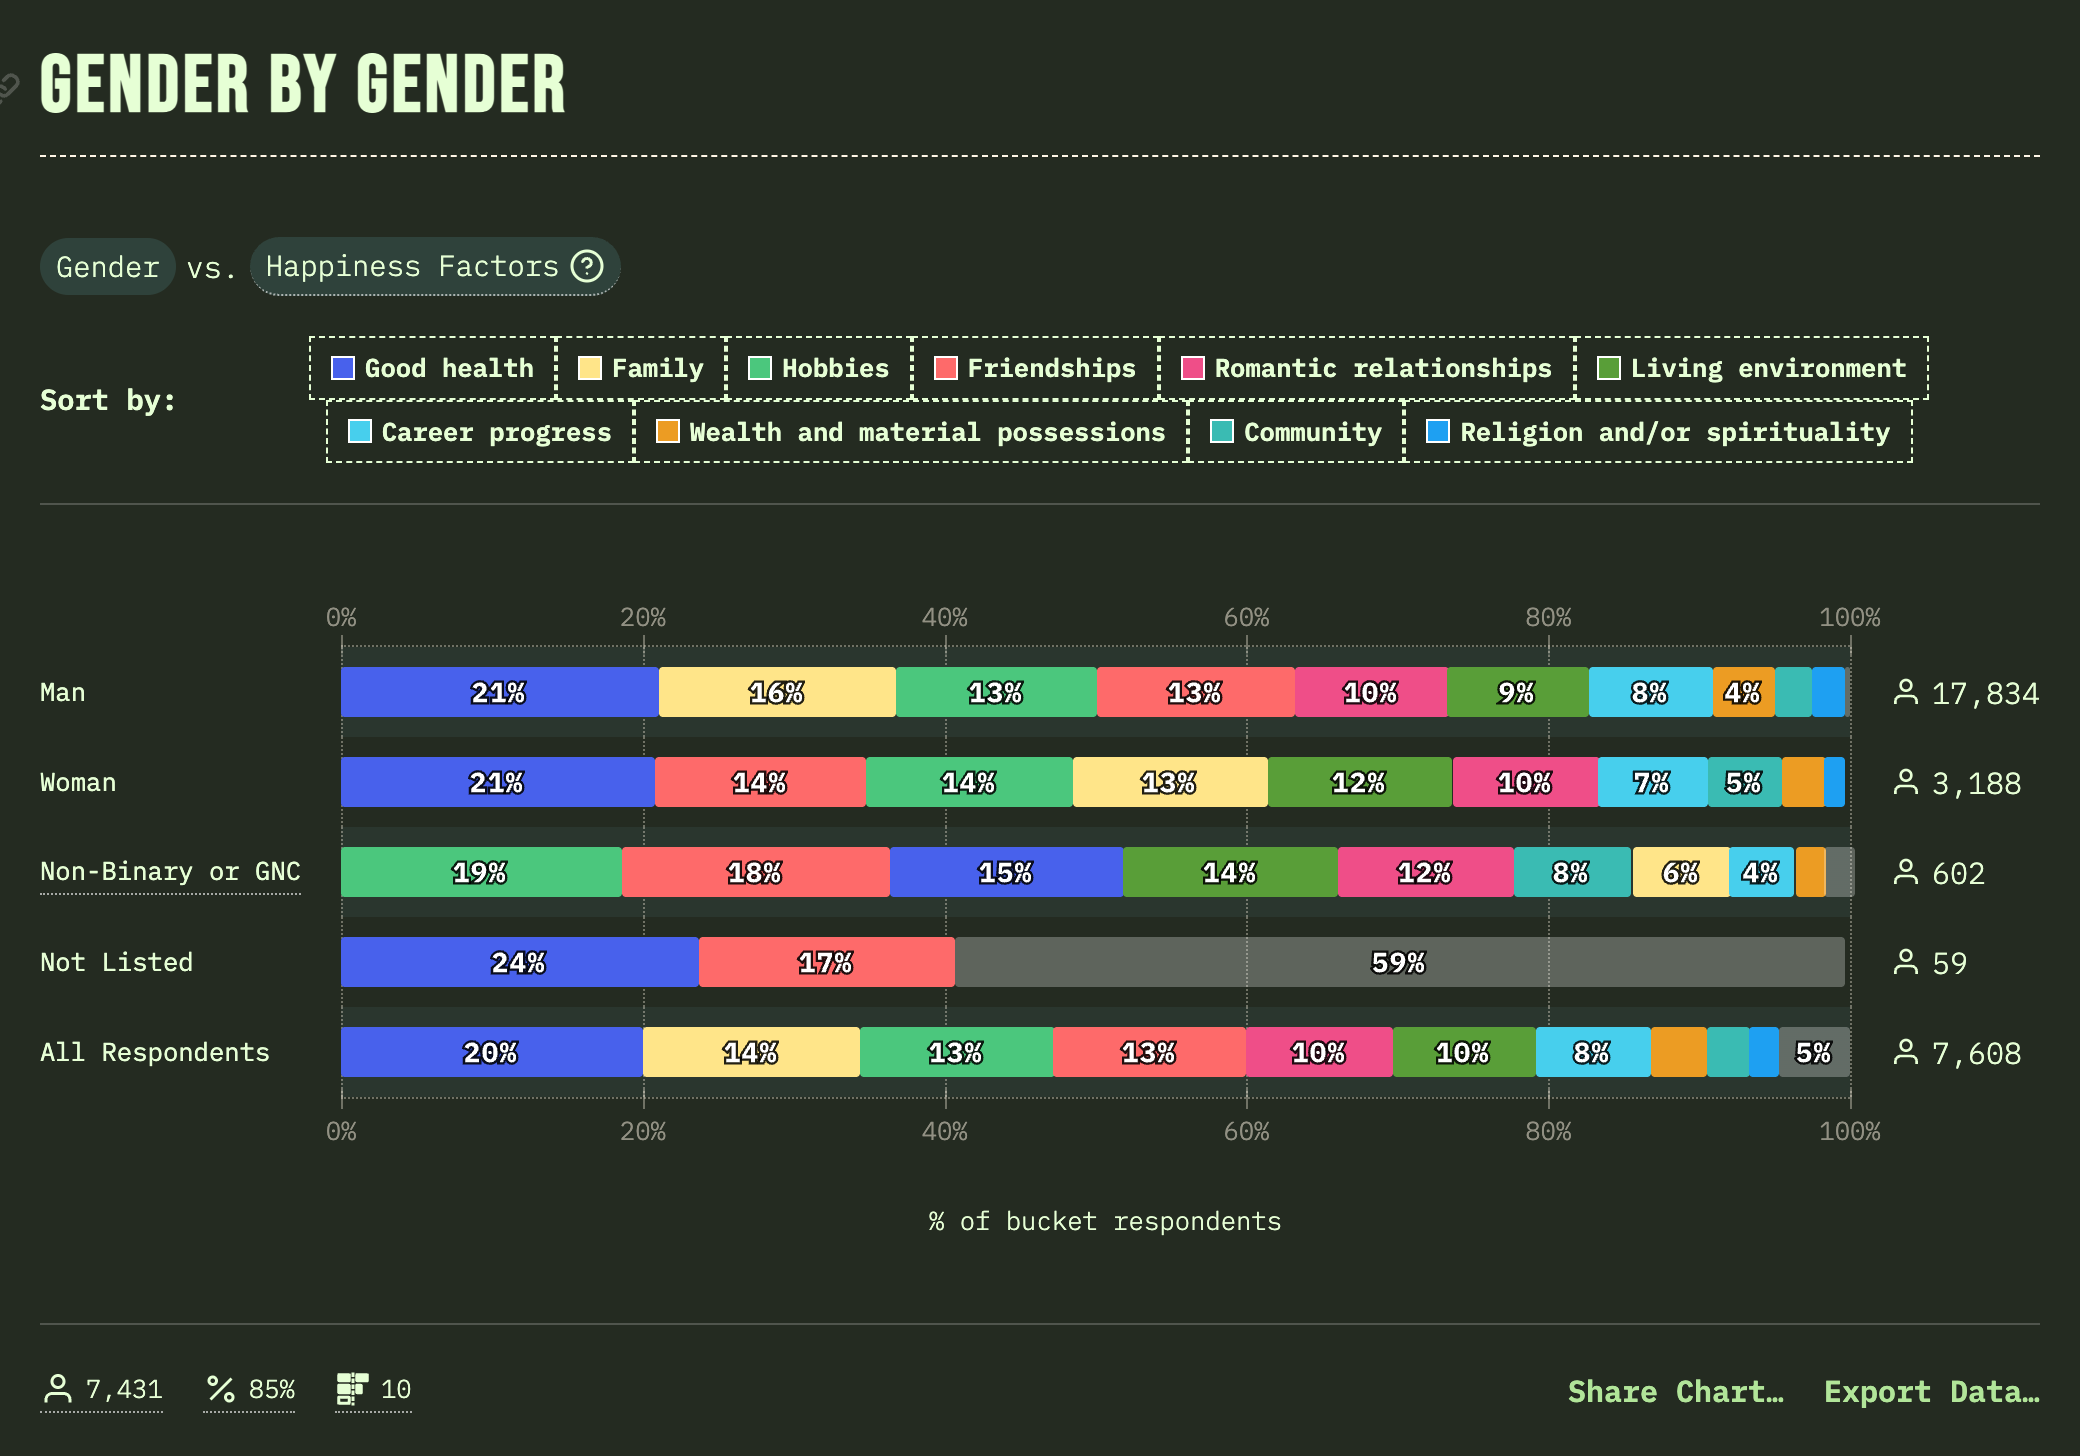 GENDER BY GENDER
Gender vs. Happiness Factors ?
Sort by:
Good health Family Hobbies Friendships Romantic relationships Living environment
Career progress Wealth and material possessions Community Religion and/or spirituality
0% 20% 40% 60% 80% 100%
Man 21% 16% 13% 13% 10% 9% 8% 4% 17,834
Woman 21% 14% 14% 13% 12% 10% 7% 5% 3,188
Non-Binary or GNC 19% 18% 15% 14% 12% 8% 6% 4% 602
Not Listed 24% 17% 59% 59
All Respondents 20% 14% 13% 13% 10% 10% 8% 5% 7,608
0% 20% 40% 60% 80% 100%
% of bucket respondents
7,431 85% 10 Share Chart… Export Data…